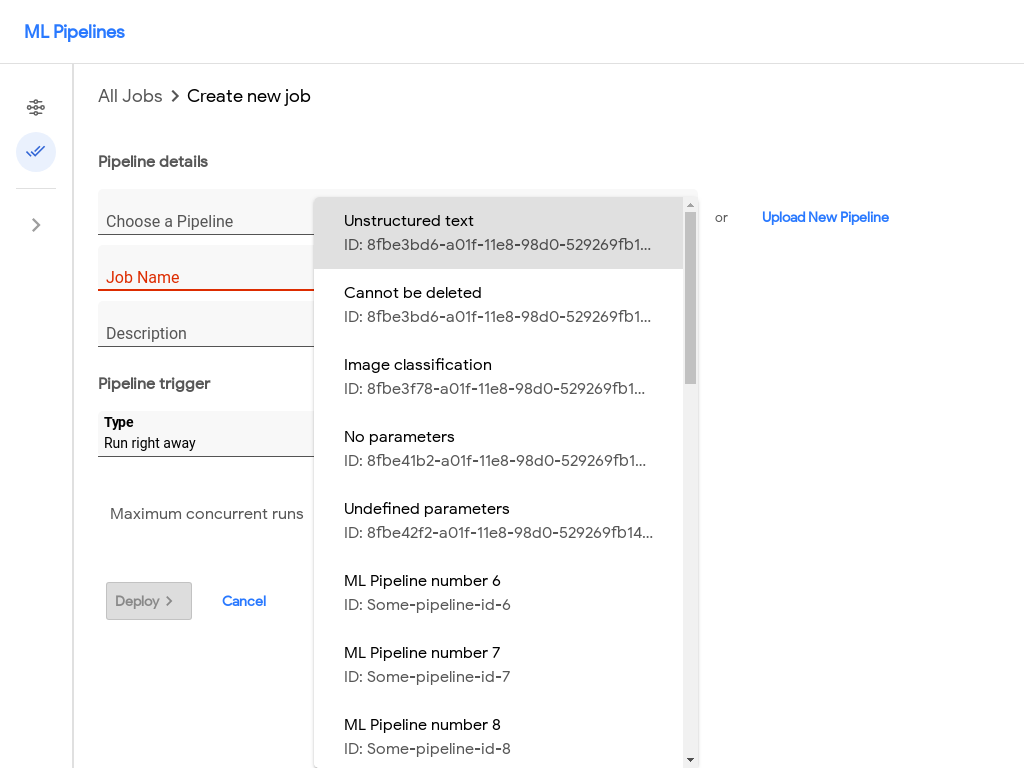 ML Pipelines
All Jobs > Create new job
Pipeline details
Choose a Pipeline
or
Upload New Pipeline
Job Name
Description
Pipeline trigger
Type
Run right away
Maximum concurrent runs
Deploy >
Cancel
Unstructured text
ID: 8fbe3bd6-a01f-11e8-98d0-529269fb1...
Cannot be deleted
ID: 8fbe3bd6-a01f-11e8-98d0-529269fb1...
Image classification
ID: 8fbe3f78-a01f-11e8-98d0-529269fb1...
No parameters
ID: 8fbe41b2-a01f-11e8-98d0-529269fb1...
Undefined parameters
ID: 8fbe42f2-a01f-11e8-98d0-529269fb14...
ML Pipeline number 6
ID: Some-pipeline-id-6
ML Pipeline number 7
ID: Some-pipeline-id-7
ML Pipeline number 8
ID: Some-pipeline-id-8